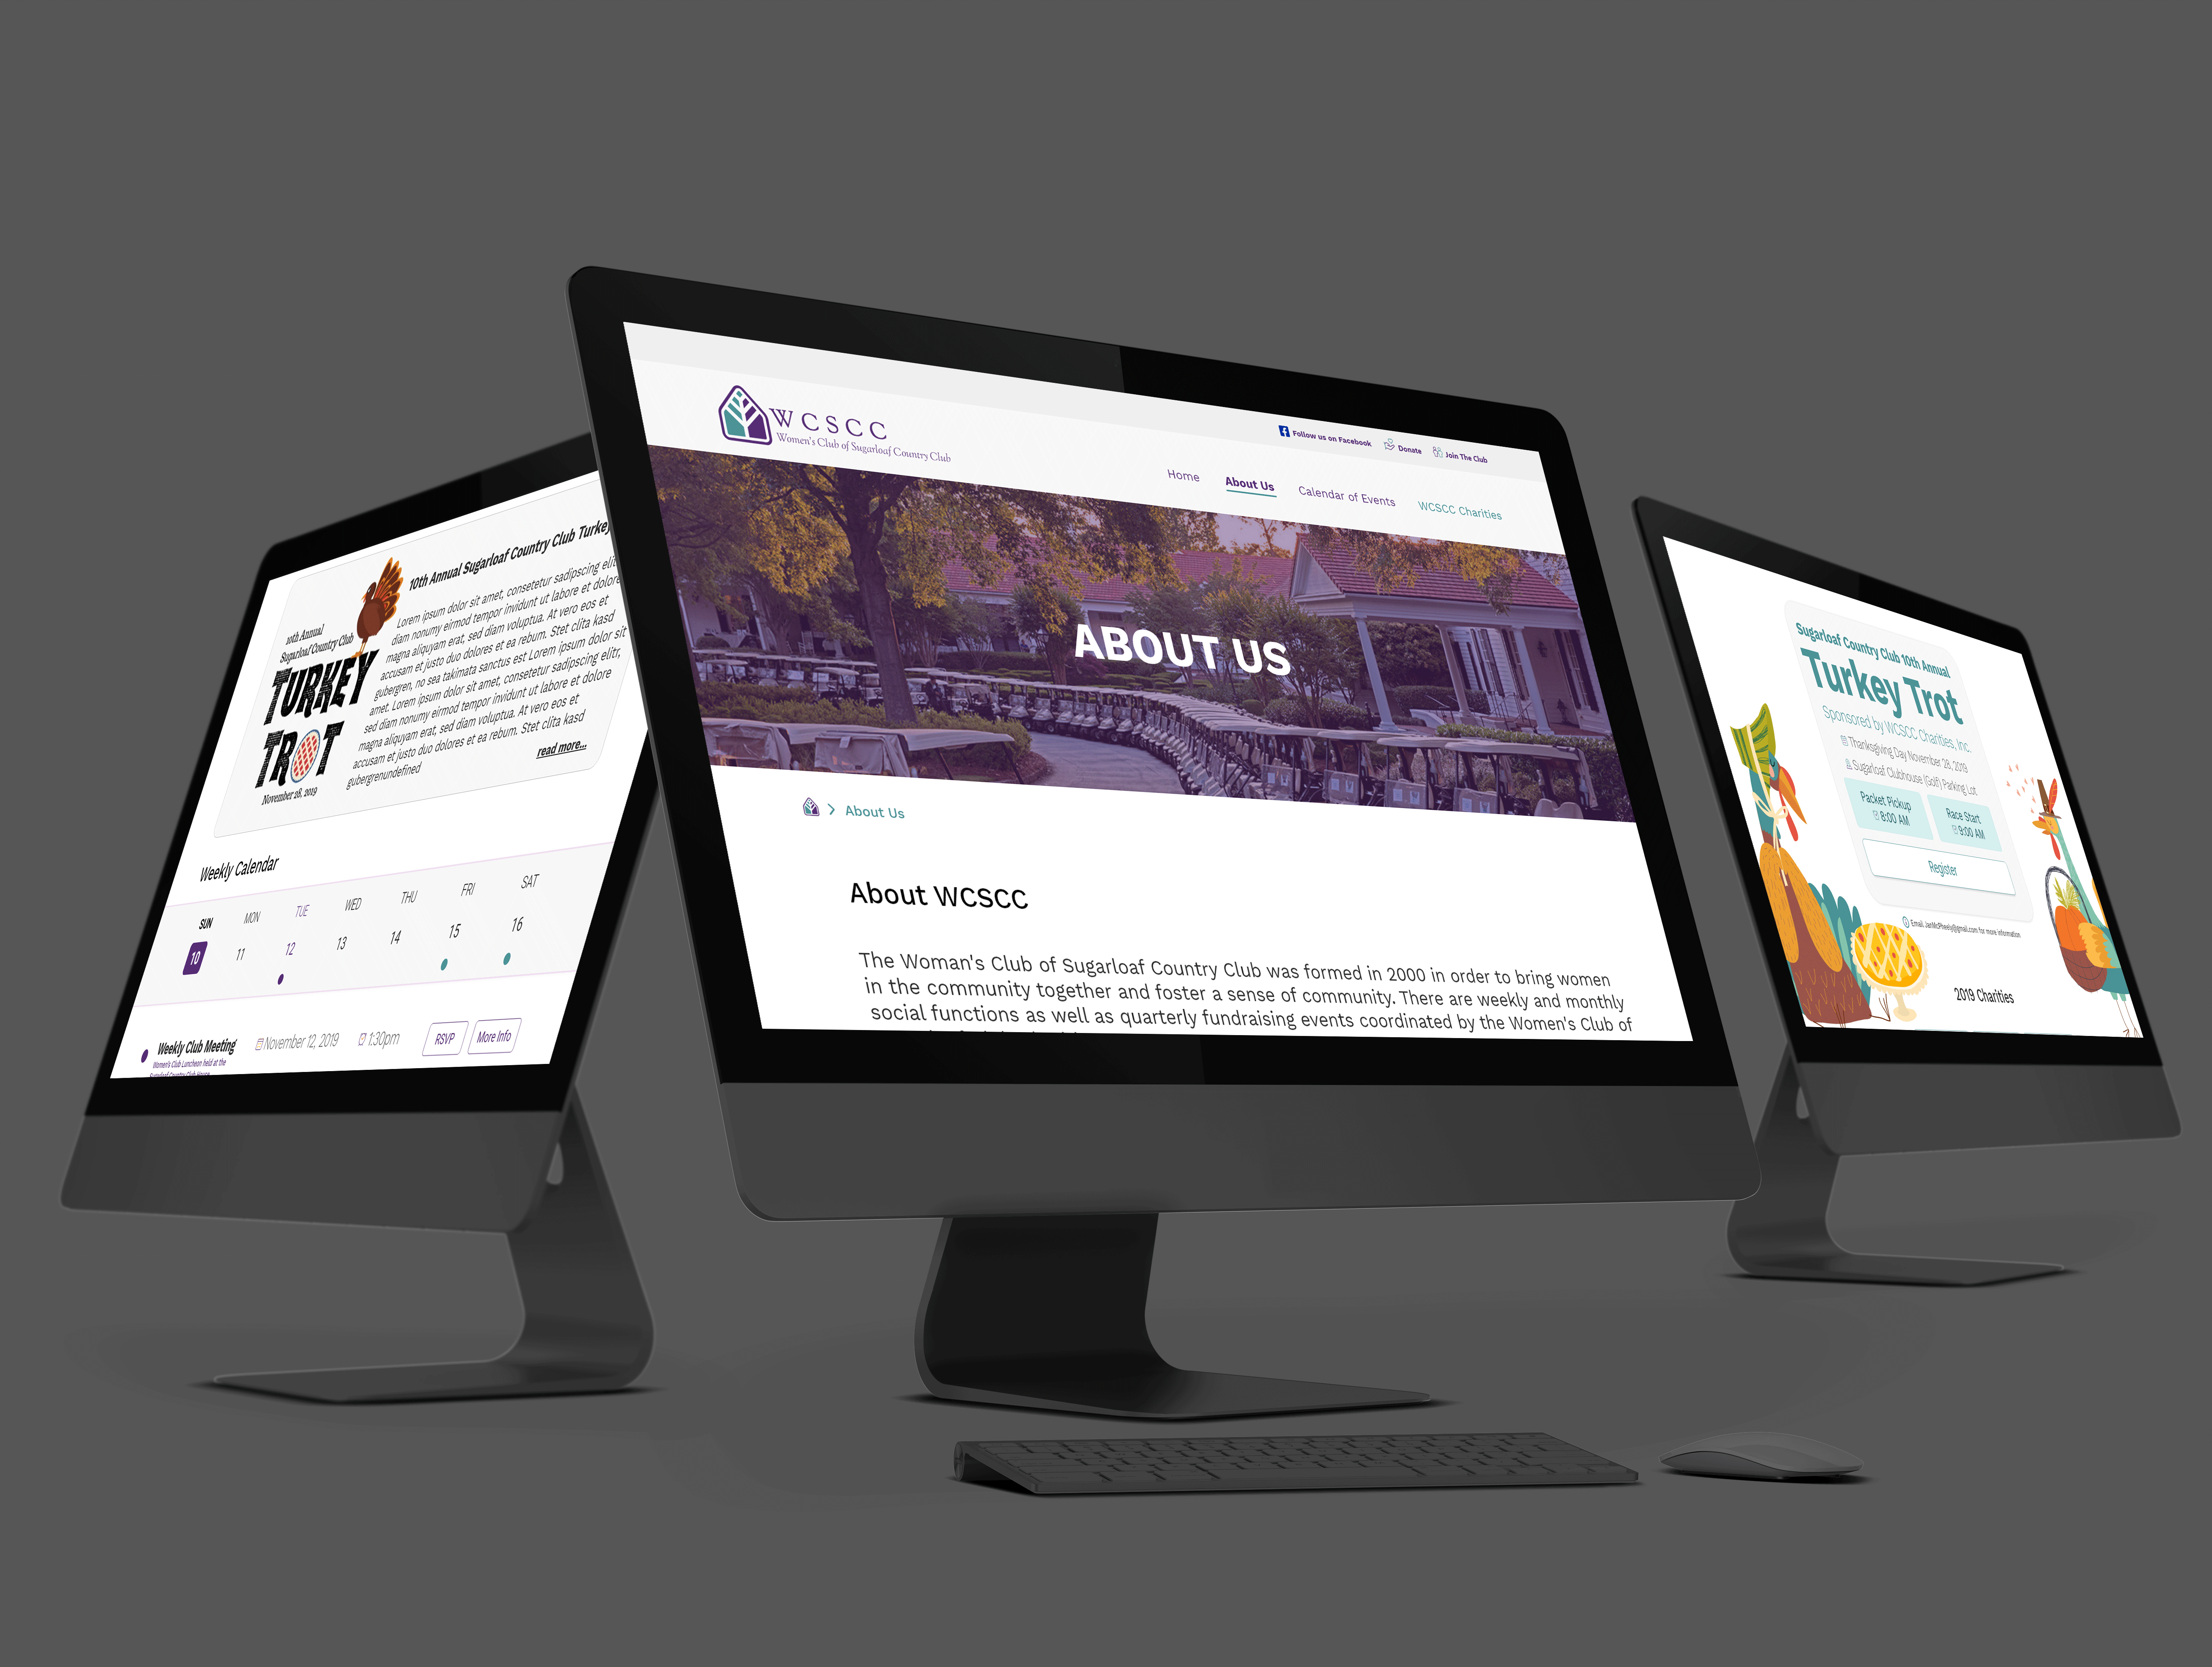 10th Annual Sugarloaf Country Club Turkey
Lorem ipsum dolor sit amet, consetetur sadipscing elit
diam nonumy eirmod tempor invidunt ut labore et dolore
magna aliquyam erat, sed diam voluptua. At vero eos et
accusam et justo duo dolores et ea rebum. Stet clita kasd
gubergren, no sea takimata sanctus est Lorem ipsum dolor sit
amet. Lorem ipsum dolor sit amet, consetetur sadipscing elitr,
sed diam nonumy eirmod tempor invidunt ut labore et dolore
magna aliquyam erat, sed diam voluptua. At vero eos et
accusam et justo duo dolores et ea rebum. Stet clita kasd
gubergrenundefined
read more...
10th Annual
Sugarloaf Country Club
TURKEY
TROT
November 28, 2019
Weekly Calendar
SUN MON TUE WED THU FRI SAT
10 11 12 13 14 15 16
Weekly Club Meeting November 12, 2019 1:30pm RSVP More Info
Women's Club Luncheon held at the
Sugarloaf Country Club House
WCSCC
Women's Club of Sugarloaf Country Club
Follow us on Facebook Donate Join The Club
Home About Us Calendar of Events WCSCC Charities
ABOUT US
About Us
About WCSCC
The Woman's Club of Sugarloaf Country Club was formed in 2000 in order to bring women
in the community together and foster a sense of community. There are weekly and monthly
social functions as well as quarterly fundraising events coordinated by the Women's Club of
Sugarloaf Country Club 10th Annual
Turkey Trot
Sponsored by WCSCC Charities, Inc
Thanksgiving Day November 28, 2019
Sugarloaf Clubhouse (Golf) Parking Lot
Packet Pickup
8:00 AM
Race Start
9:00 AM
Register
Email JanMcPheely@gmail.com for more information
2019 Charities